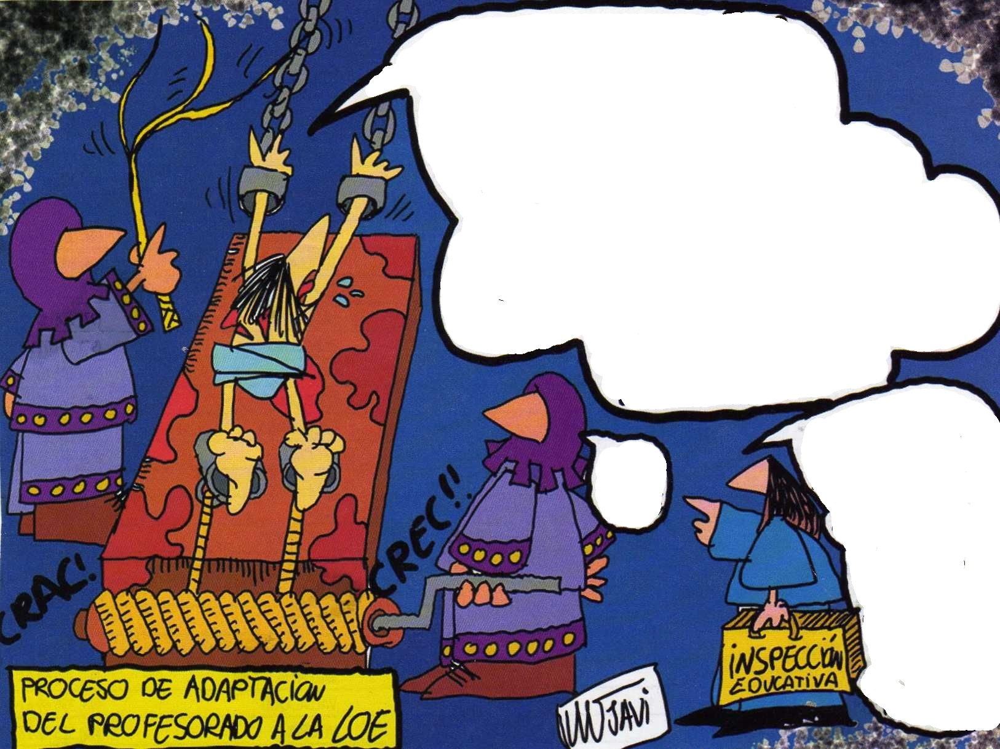 CRAC!
CREC!!
INSPECCIÓN
EDUCATIVA
PROCESO DE ADAPTACION
DEL PROFESORADO A LA LOE
JAVI